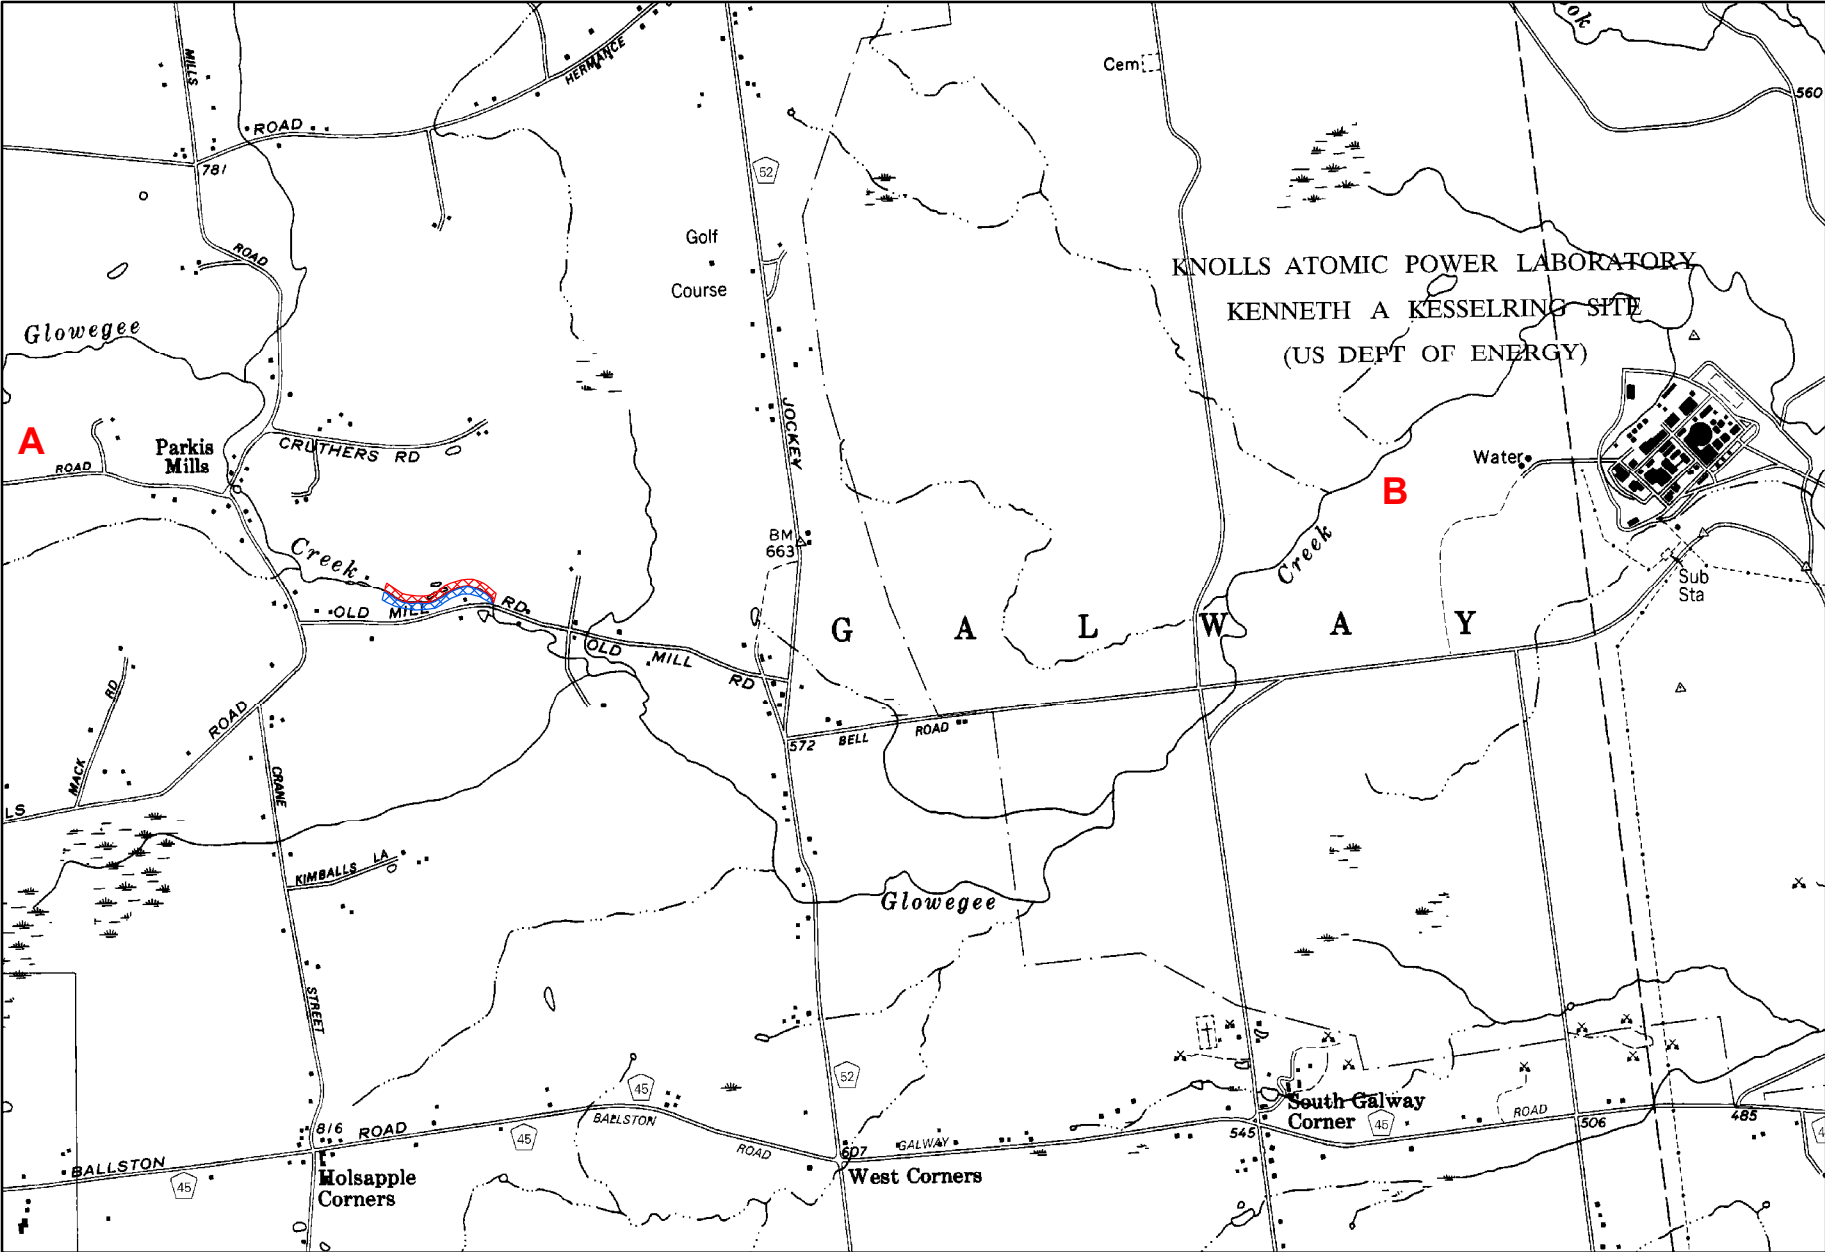 ok
MILLS
HERMANCE
ROAD
Cem
560
781
52
ROAD
Golf
Course
KNOLLS ATOMIC POWER LABORATORY
KENNETH A KESSELRING SITE
(US DEPT OF ENERGY)
Glowegee
A
JOCKEY
CRUTHERS RD
Parkis
Mills
ROAD
Water
B
BM
663
Creek
Creek
Sub
Sta
OLD MILL RD
G A L W A Y
OLD MILL RD
RD
MACK
ROAD
572 BELL ROAD
CRANE
LS
KIMBALLS LA
Glowegee
STREET
52
45
BALLSTON
ROAD
816 ROAD
45
BALLSTON
45
Holsapple
Corners
607
GALWAY
West Corners
545
South Galway
Corner
45
ROAD
506
485
4